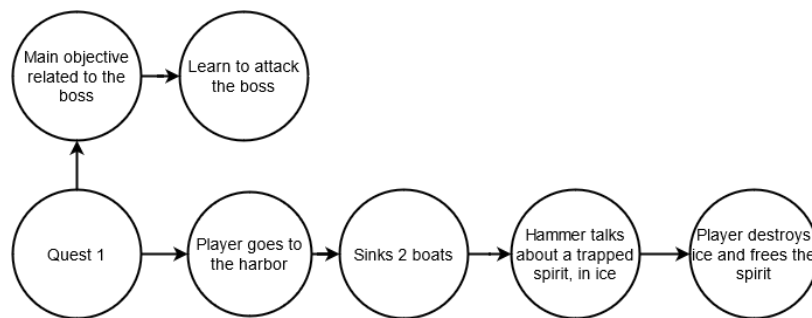 Main objective
related to the
boss
Learn to attack
the boss
Quest 1
Player goes to
the harbor
Sinks 2 boats
Hammer talks
about a trapped
spirit, in ice
Player destroys
ice and frees the
spirit